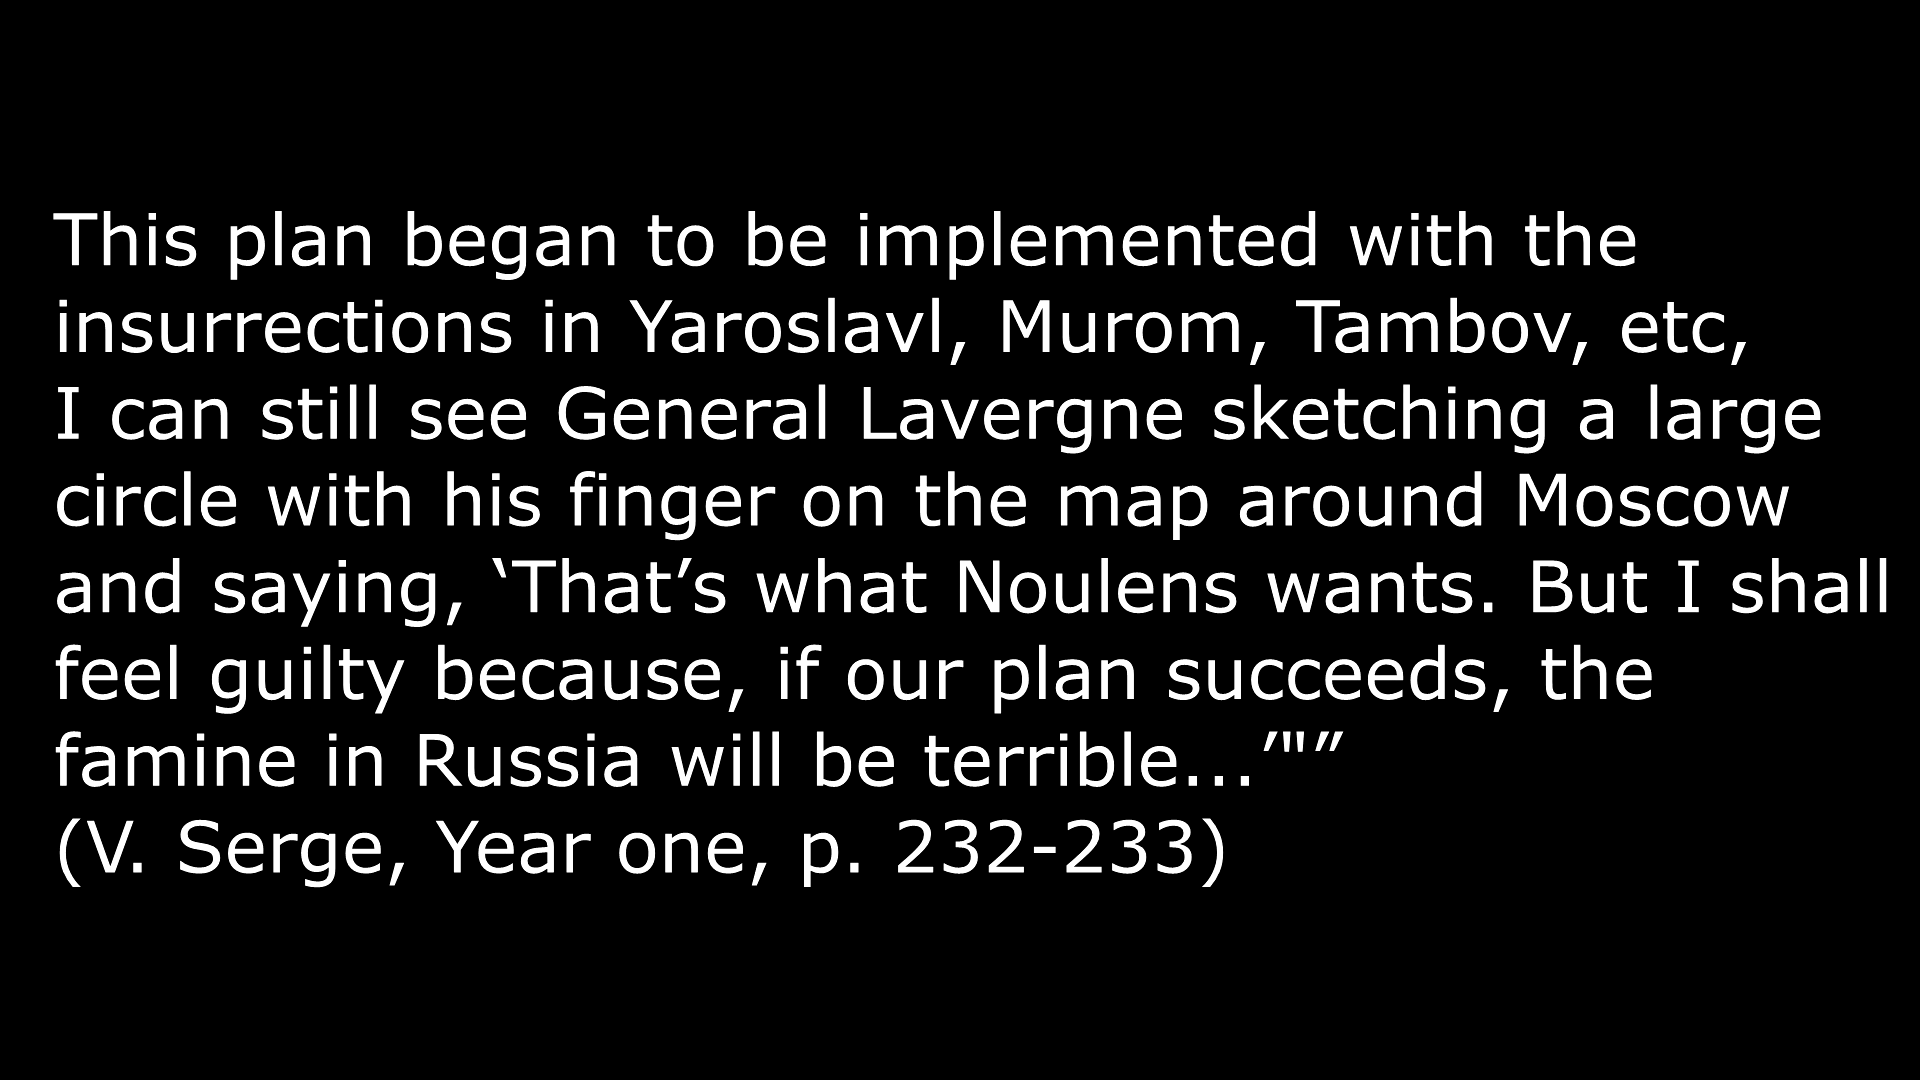 This plan began to be implemented with the
insurrections in Yaroslavl, Murom, Tambov, etc,
I can still see General Lavergne sketching a large
circle with his finger on the map around Moscow
and saying, ‘That’s what Noulens wants. But I shall
feel guilty because, if our plan succeeds, the
famine in Russia will be terrible...’"”
(V. Serge, Year one, p. 232-233)